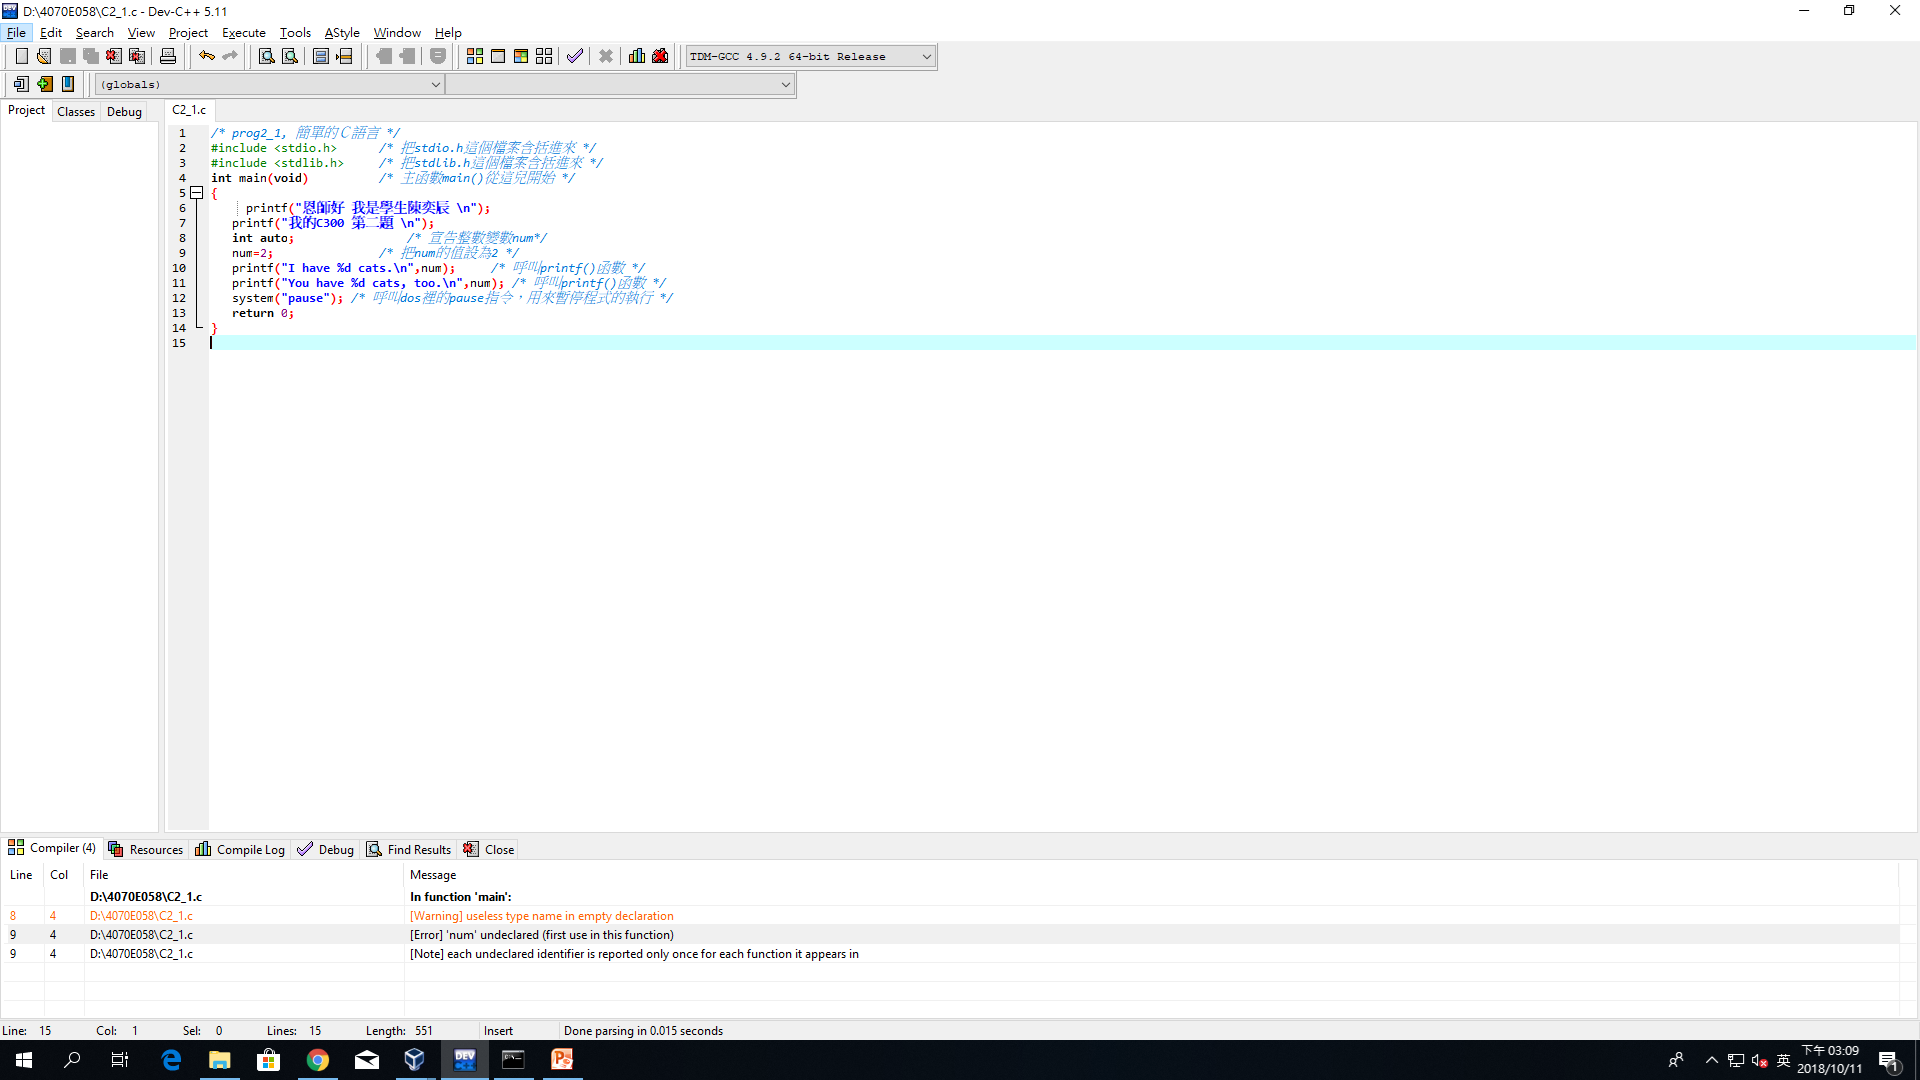 D:\4070E058\C2_1.c - Dev-C++ 5.11
File Edit Search View Project Execute Tools AStyle Window Help
TDM-GCC 4.9.2 64-bit Release
(globals)
Project Classes Debug
C2_1.c
1 /* prog2_1, 簡單的Ｃ語言 */
2 #include <stdio.h> /* 把stdio.h這個檔案含括進來 */
3 #include <stdlib.h> /* 把stdlib.h這個檔案含括進來 */
4 int main(void) /* 主函數main()從這兒開始 */
5 {
6 printf("恩師好 我是學生陳奕辰 \n");
7 printf("我的C300 第二題 \n");
8 int auto; /* 宣告整數變數num*/
9 num=2; /* 把num的值設為2 */
10 printf("I have %d cats.\n",num); /* 呼叫printf()函數 */
11 printf("You have %d cats, too.\n",num); /* 呼叫printf()函數 */
12 system("pause"); /* 呼叫dos裡的pause指令，用來暫停程式的執行 */
13 return 0;
14 }
15
Compiler (4) Resources Compile Log Debug Find Results Close
Line Col File Message
D:\4070E058\C2_1.c In function 'main':
8 4 D:\4070E058\C2_1.c [Warning] useless type name in empty declaration
9 4 D:\4070E058\C2_1.c [Error] 'num' undeclared (first use in this function)
9 4 D:\4070E058\C2_1.c [Note] each undeclared identifier is reported only once for each function it appears in
Line: 15 Col: 1 Sel: 0 Lines: 15 Length: 551 Insert Done parsing in 0.015 seconds
英
下午 03:09
2018/10/11
1